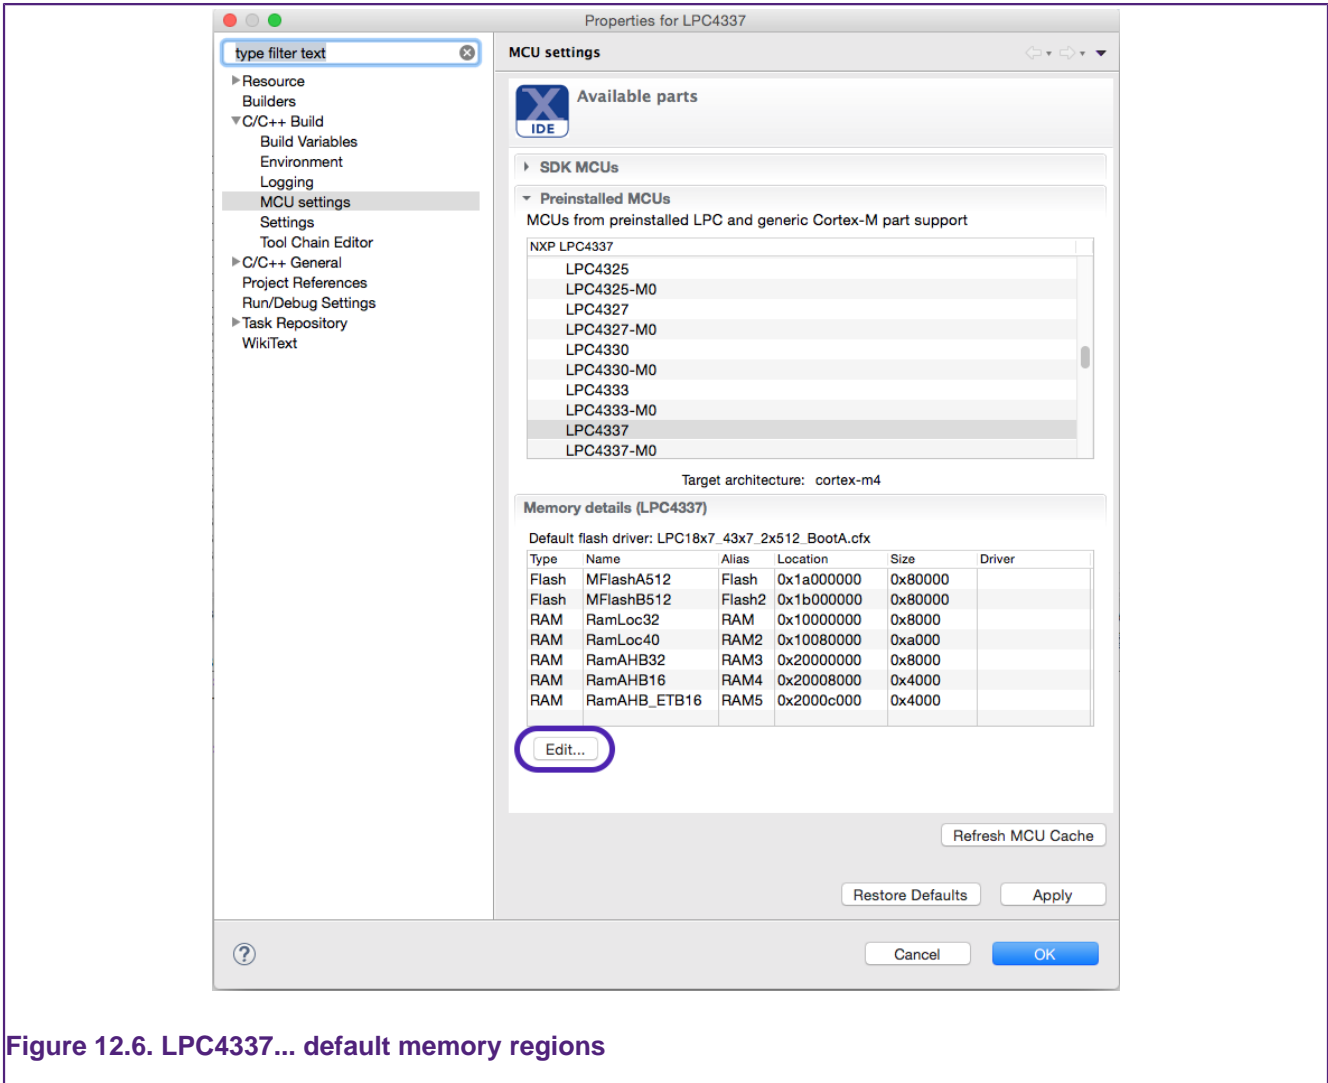 Properties for LPC4337
type filter text
Resource
Builders
C/C++ Build
Build Variables
Environment
Logging
MCU settings
Settings
Tool Chain Editor
C/C++ General
Project References
Run/Debug Settings
Task Repository
WikiText
MCU settings
IDE
Available parts
SDK MCUs
Preinstalled MCUs
MCUs from preinstalled LPC and generic Cortex-M part support
NXP LPC4337
LPC4325
LPC4325-M0
LPC4327
LPC4327-M0
LPC4330
LPC4330-M0
LPC4333
LPC4333-M0
LPC4337
LPC4337-M0
Target architecture: cortex-m4
Memory details (LPC4337)
Default flash driver: LPC18x7_43x7_2x512_BootA.cfx
Type Name Alias Location Size Driver
Flash MFlashA512 Flash 0x1a000000 0x80000
Flash MFlashB512 Flash2 0x1b000000 0x80000
RAM RamLoc32 RAM 0x10000000 0x8000
RAM RamLoc40 RAM2 0x10080000 0xa000
RAM RamAHB32 RAM3 0x20000000 0x8000
RAM RamAHB16 RAM4 0x20008000 0x4000
RAM RamAHB_ETB16 RAM5 0x2000c000 0x4000
Edit...
Refresh MCU Cache
Restore Defaults Apply
? Cancel OK
Figure 12.6. LPC4337... default memory regions